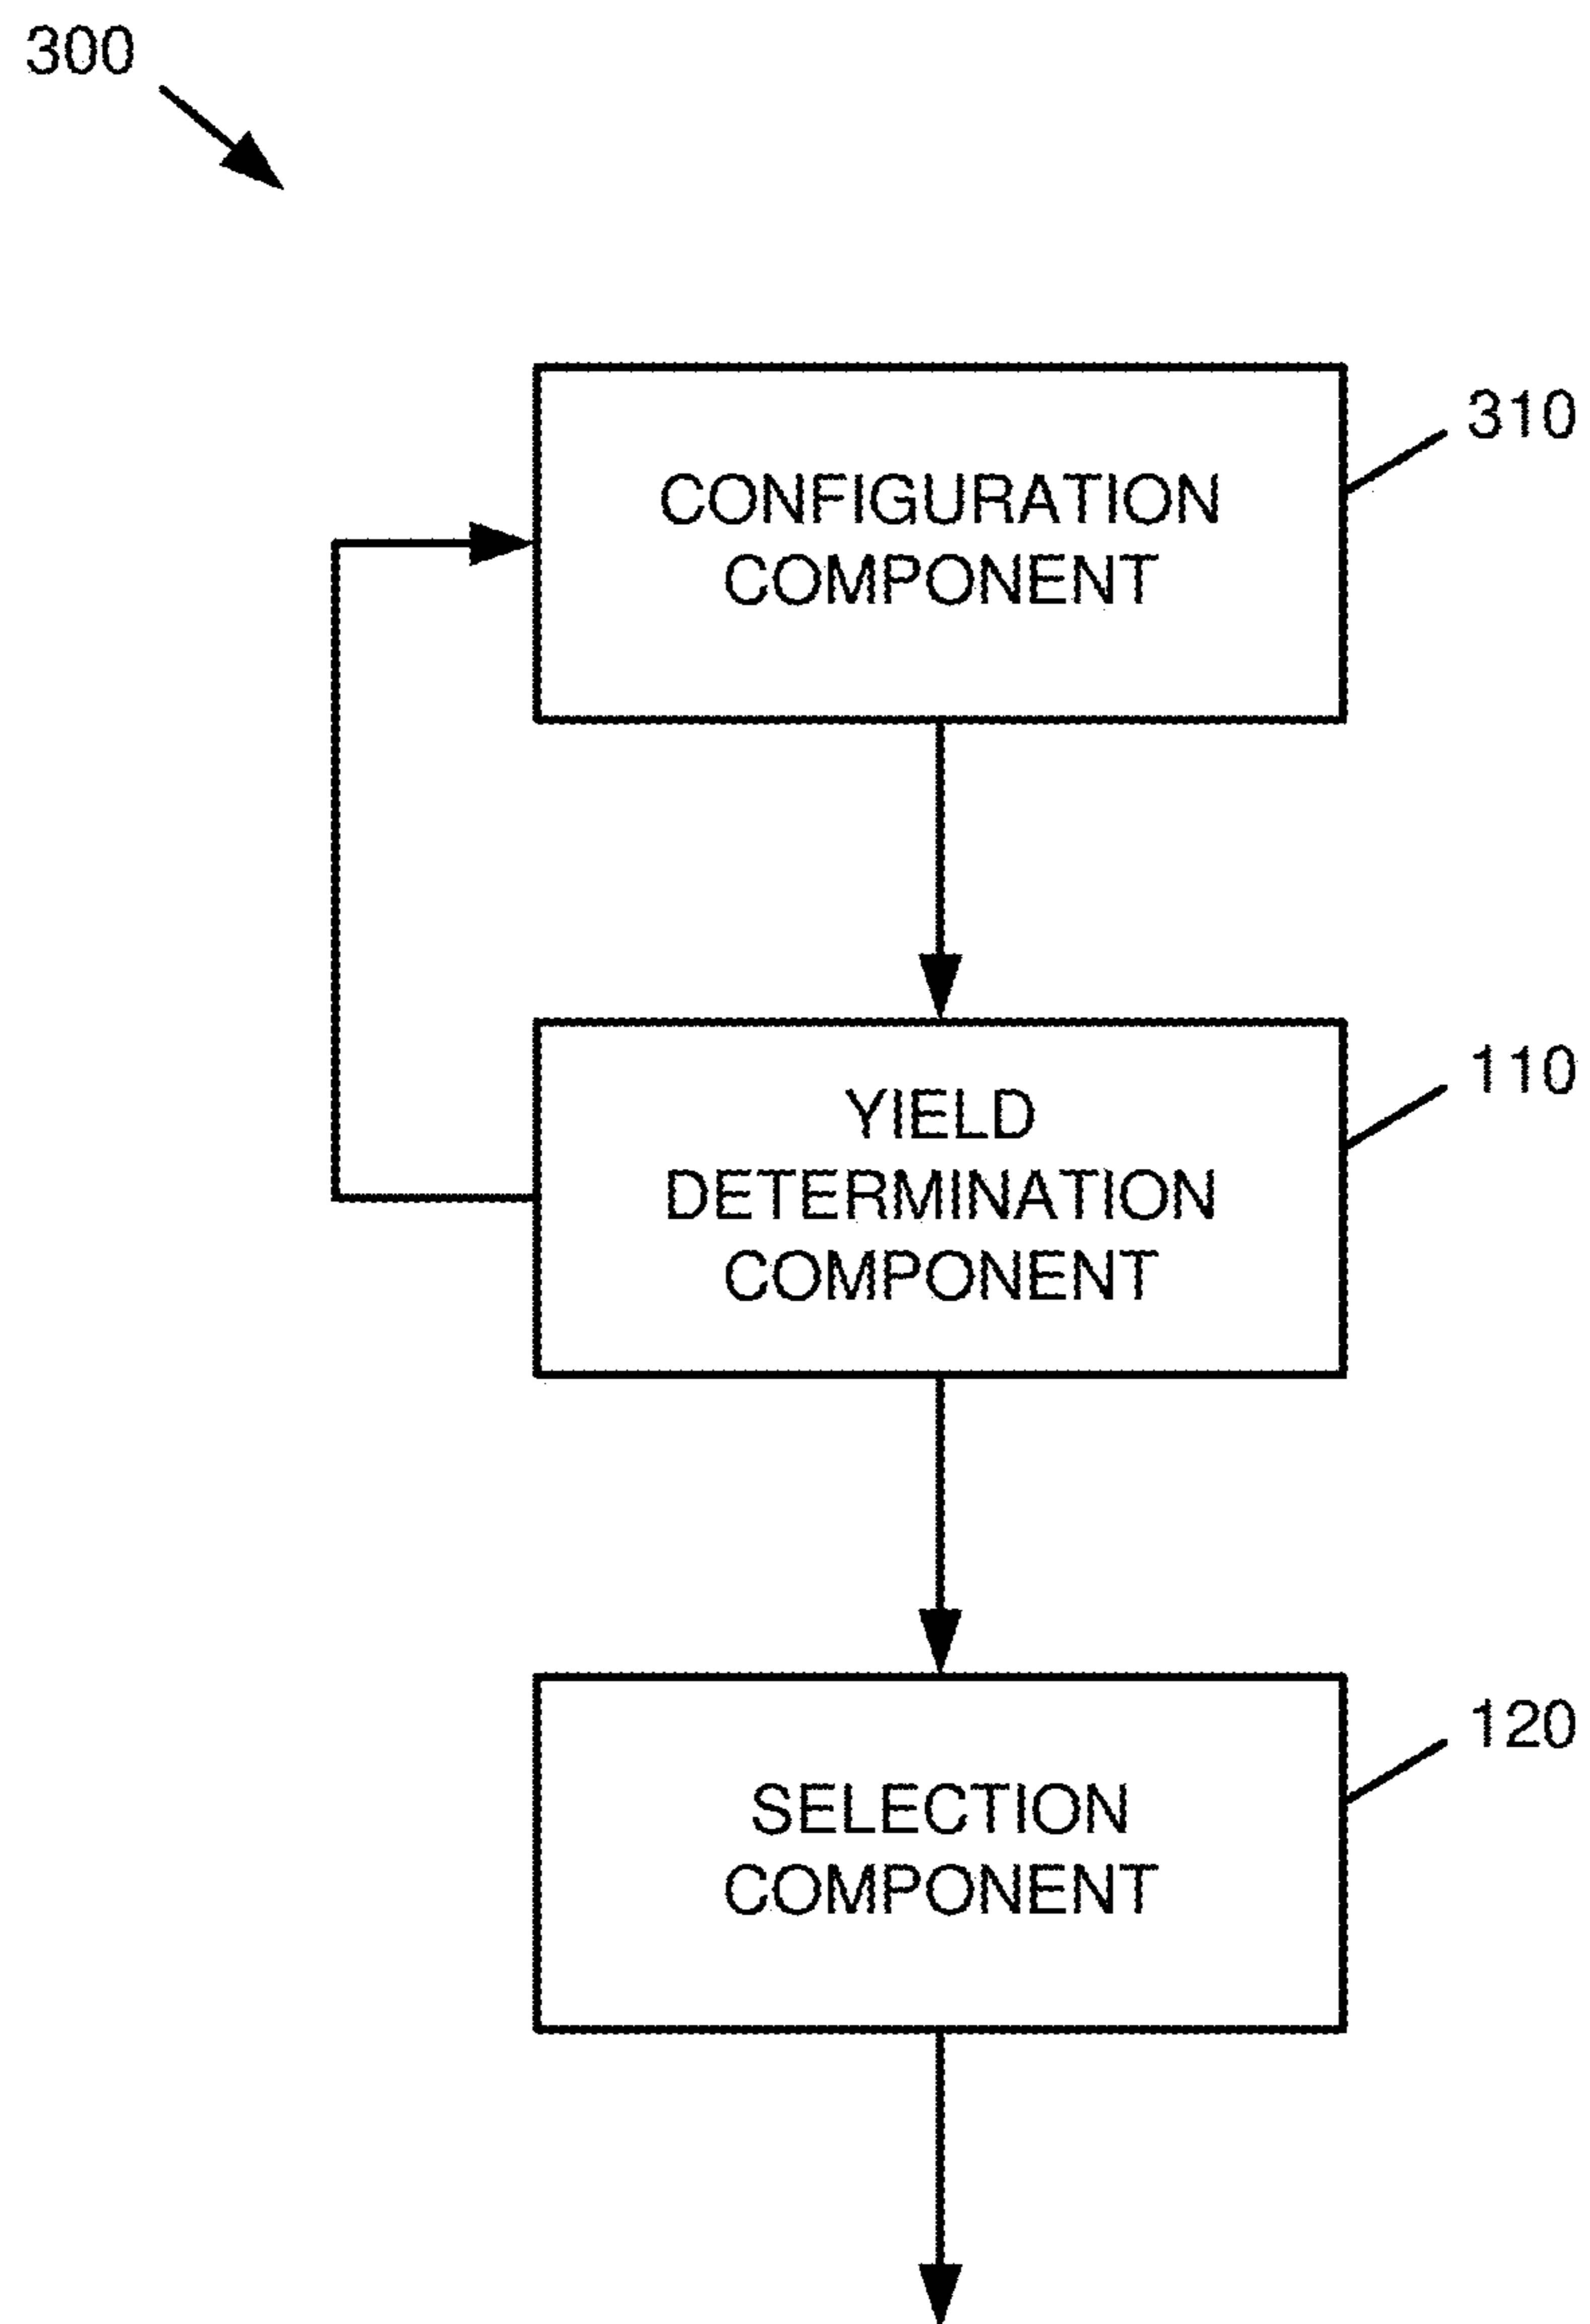 300
310
CONFIGURATION
COMPONENT
110
YIELD
DETERMINATION
COMPONENT
120
SELECTION
COMPONENT